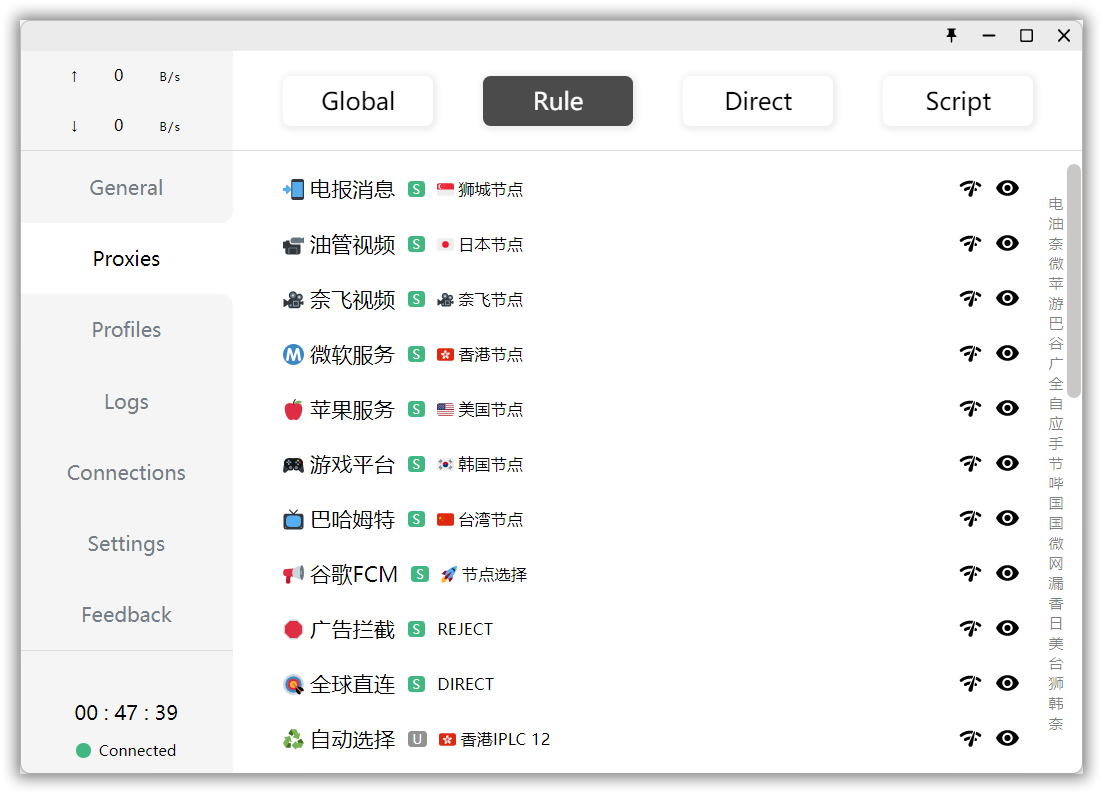 ↑ 0 B/s
↓ 0 B/s
General
Proxies
Profiles
Logs
Connections
Settings
Feedback
00 : 47 : 39
Connected
Global Rule Direct Script
电报消息 S 狮城节点
油管视频 S 日本节点
奈飞视频 S 奈飞节点
微软服务 S 香港节点
苹果服务 S 美国节点
游戏平台 S 韩国节点
巴哈姆特 S 台湾节点
谷歌FCM S 节点选择
广告拦截 S REJECT
全球直连 S DIRECT
自动选择 U 香港IPLC 12
电
油
奈
微
苹
游
巴
谷
广
全
自
应
手
节
哔
国
国
微
网
漏
香
日
美
台
狮
韩
奈